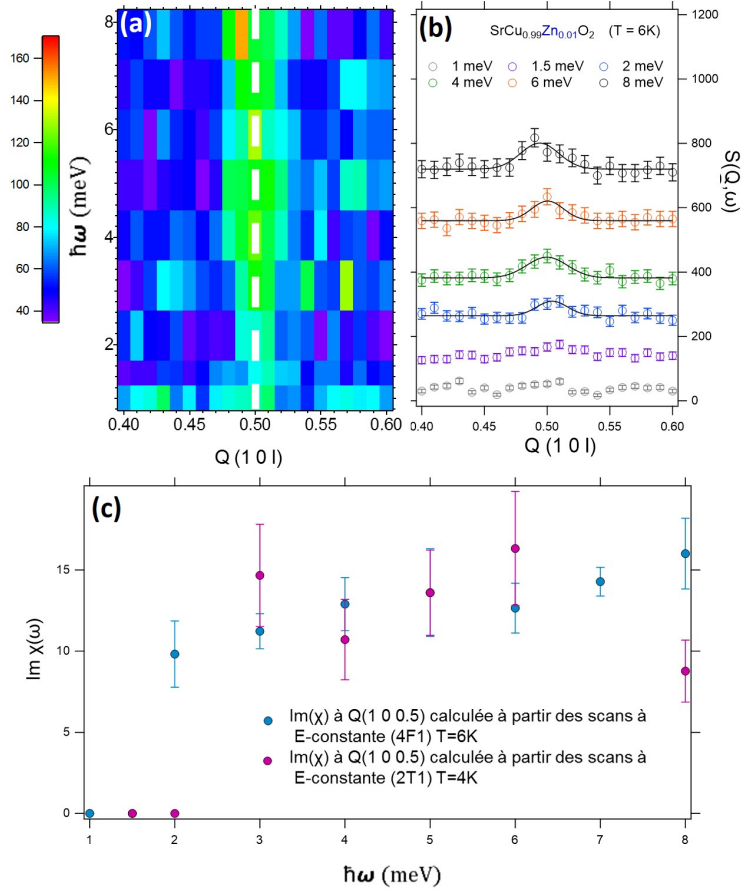 (a)
160
140
120
100
80
60
40
ħω (meV)
8
6
4
2
0.40
0.45
0.50
0.55
0.60
Q (1 0 l)
(b)
SrCu0.99Zn0.01O2 (T = 6K)
1 meV
1.5 meV
2 meV
4 meV
6 meV
8 meV
1200
1000
800
600
400
200
0
S(Q,ω)
0.40
0.45
0.50
0.55
0.60
Q (1 0 l)
(c)
Im χ(ω)
15
10
5
0
Im(χ) à Q(1 0 0.5) calculée à partir des scans à
E-constante (4F1) T=6K
Im(χ) à Q(1 0 0.5) calculée à partir des scans à
E-constante (2T1) T=4K
1
2
3
4
5
6
7
8
ħω (meV)